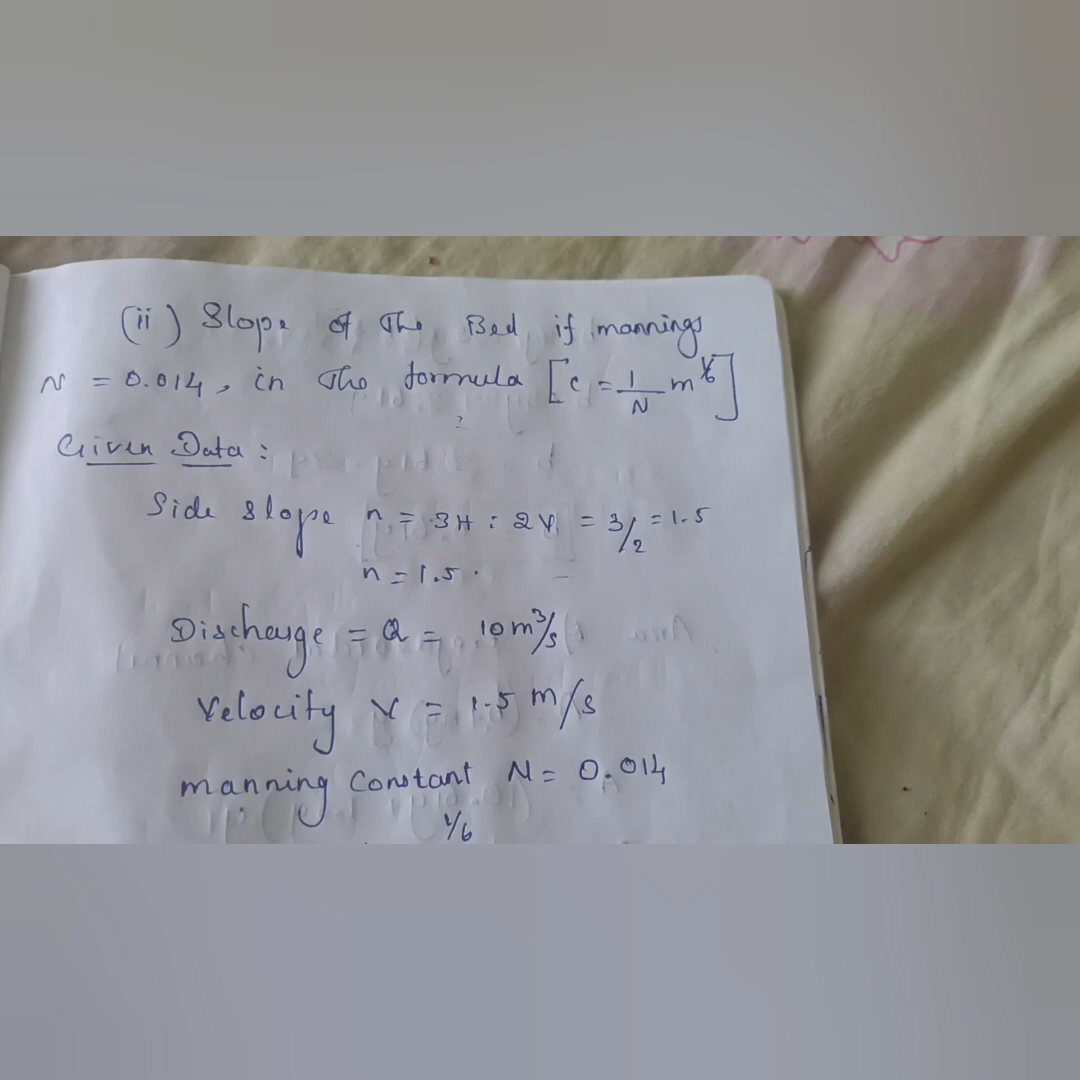 (ii) Slope of The Bed if mannings
N = 0.014, in The formula [C = 1/N m^1/6]
?
Given Data :
Side slope n = 3H : 2V = 3/2 = 1.5
n = 1.5 .
Discharge = Q = 10 m³/s
Velocity V = 1.5 m/s
manning Constant N = 0.014
1/6